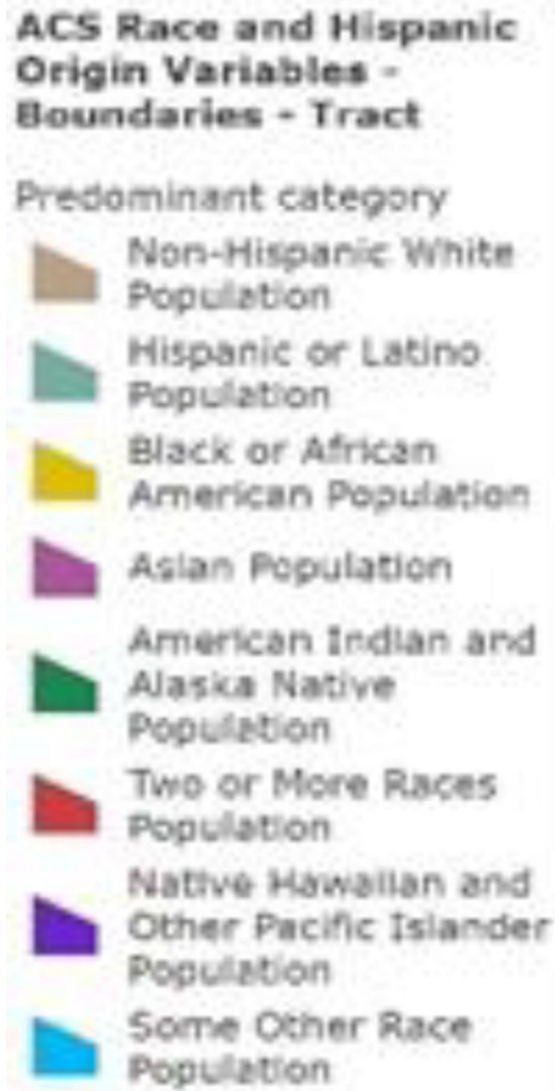 ACS Race and Hispanic
Origin Variables -
Boundaries - Tract
Predominant category
Non-Hispanic White
Population
Hispanic or Latino
Population
Black or African
American Population
Asian Population
American Indian and
Alaska Native
Population
Two or More Races
Population
Native Hawaiian and
Other Pacific Islander
Population
Some Other Race
Population